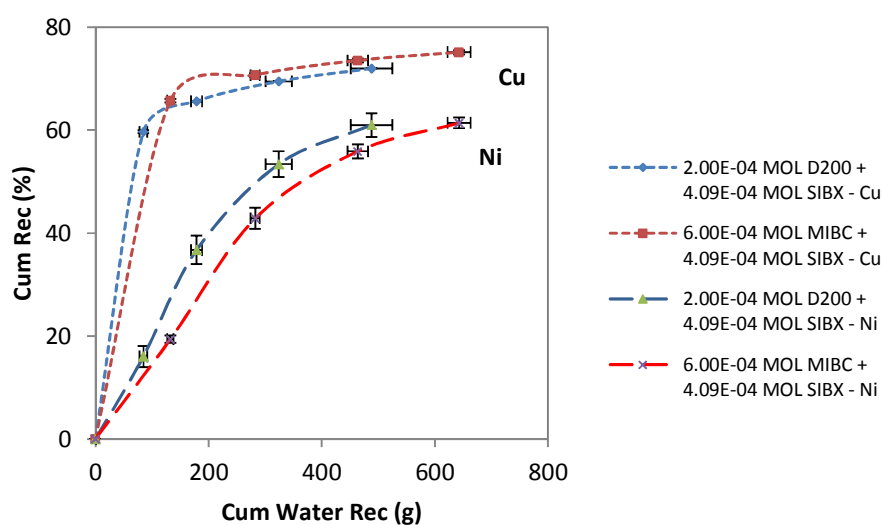 80
60
40
20
0
0
200
400
600
800
Cum Rec (%)
Cum Water Rec (g)
Cu
Ni
2.00E-04 MOL D200 +
4.09E-04 MOL SIBX - Cu
6.00E-04 MOL MIBC +
4.09E-04 MOL SIBX - Cu
2.00E-04 MOL D200 +
4.09E-04 MOL SIBX - Ni
6.00E-04 MOL MIBC +
4.09E-04 MOL SIBX - Ni